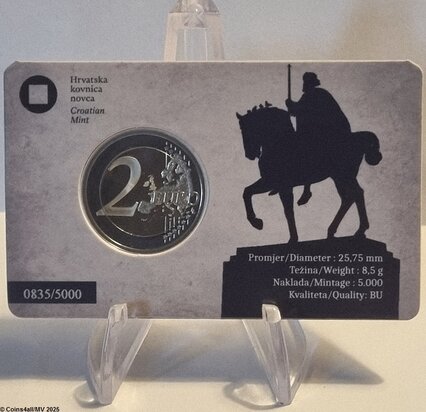 Hrvatska
kovnica
novca
Croatian
Mint
2 EURO
Promjer/Diameter : 25,75 mm
Težina/Weight : 8,5 g
Naklada/Mintage : 5.000
Kvaliteta/Quality: BU
0835/5000
© Coins4all/MV 2025